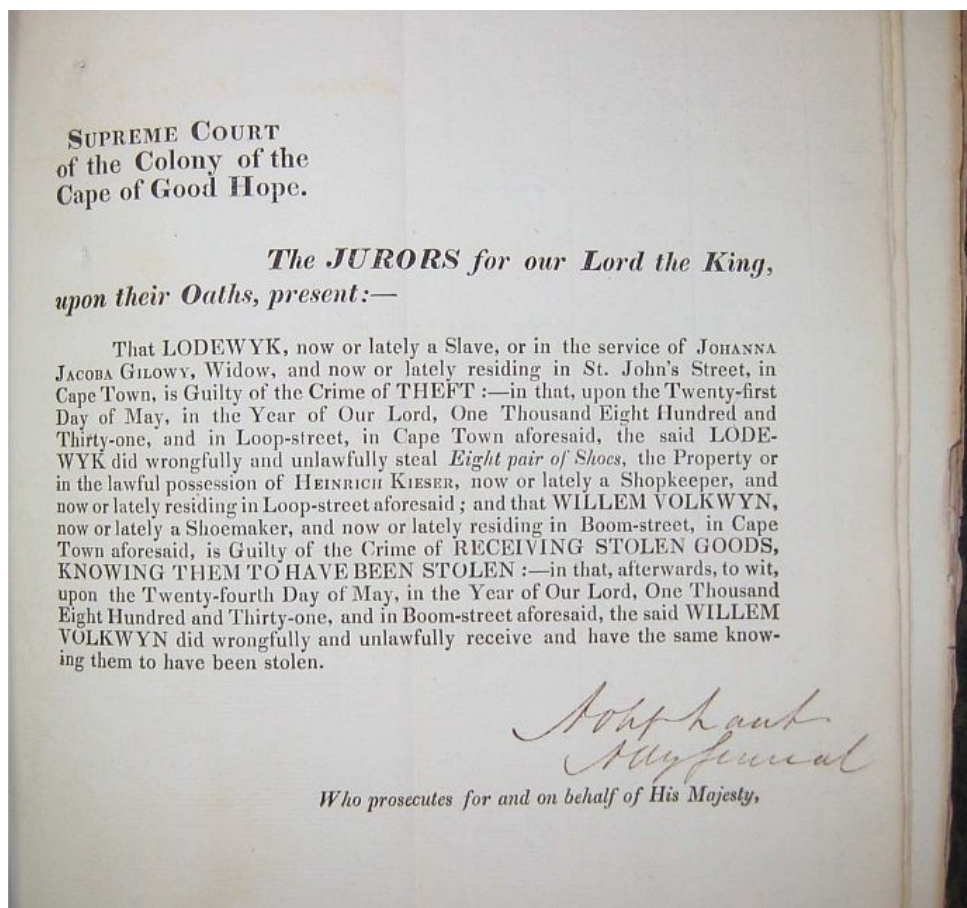 SUPREME COURT
of the Colony of the
Cape of Good Hope.
The JURORS for our Lord the King,
upon their Oaths, present:—
That LODEWYK, now or lately a Slave, or in the service of JOHANNA
JACOBA GILOWY, Widow, and now or lately residing in St. John's Street, in
Cape Town, is Guilty of the Crime of THEFT :—in that, upon the Twenty-first
Day of May, in the Year of Our Lord, One Thousand Eight Hundred and
Thirty-one, and in Loop-street, in Cape Town aforesaid, the said LODE-
WYK did wrongfully and unlawfully steal Eight pair of Shoes, the Property or
in the lawful possession of HEINRICH KIESER, now or lately a Shopkeeper, and
now or lately residing in Loop-street aforesaid ; and that WILLEM VOLKWYN,
now or lately a Shoemaker, and now or lately residing in Boom-street, in Cape
Town aforesaid, is Guilty of the Crime of RECEIVING STOLEN GOODS,
KNOWING THEM TO HAVE BEEN STOLEN :—in that, afterwards, to wit,
upon the Twenty-fourth Day of May, in the Year of Our Lord, One Thousand
Eight Hundred and Thirty-one, and in Boom-street aforesaid, the said WILLEM
VOLKWYN did wrongfully and unlawfully receive and have the same know-
ing them to have been stolen.
General
Who prosecutes for and on behalf of His Majesty,